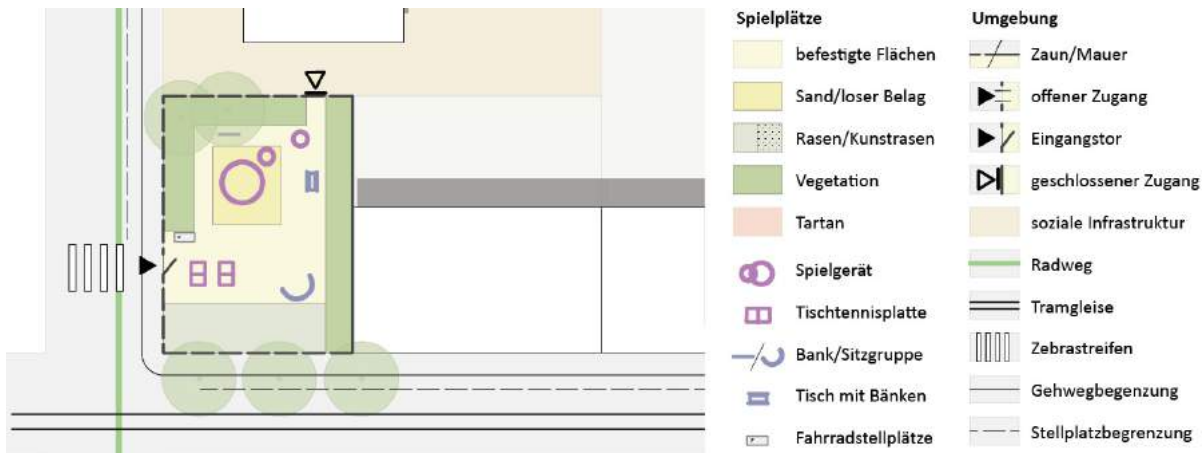 Spielplätze
befestigte Flächen
Sand/loser Belag
Rasen/Kunstrasen
Vegetation
Tartan
Spielgerät
Tischtennisplatte
Bank/Sitzgruppe
Tisch mit Bänken
Fahrradstellplätze
Umgebung
Zaun/Mauer
offener Zugang
Eingangstor
geschlossener Zugang
soziale Infrastruktur
Radweg
Tramgleise
Zebrastreifen
Gehwegbegenzung
Stellplatzbegrenzung